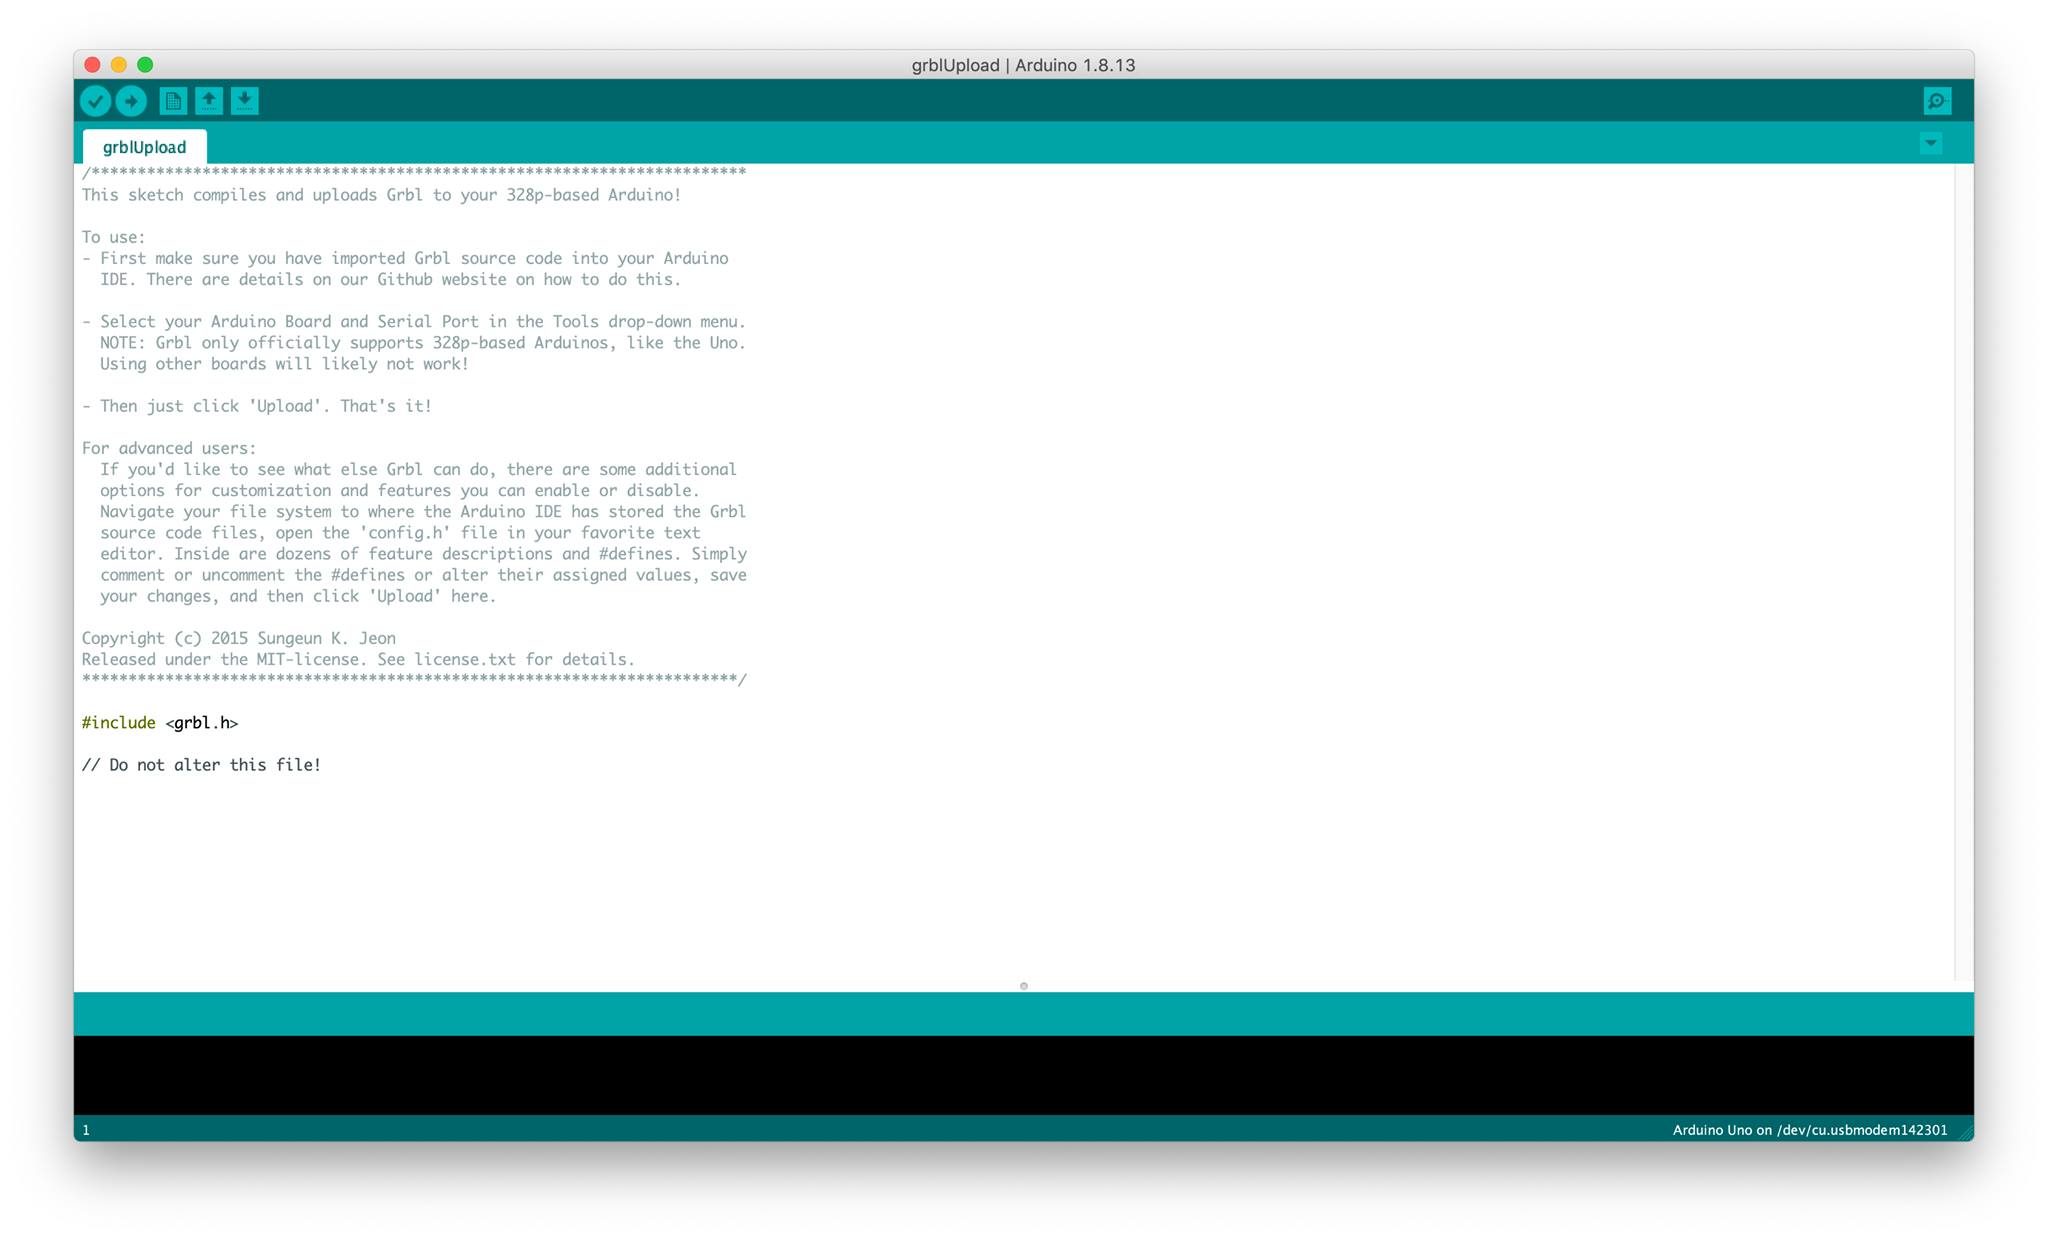 grblUpload | Arduino 1.8.13
grblUpload
/***********************************************************************
This sketch compiles and uploads Grbl to your 328p-based Arduino!
To use:
- First make sure you have imported Grbl source code into your Arduino
IDE. There are details on our Github website on how to do this.
- Select your Arduino Board and Serial Port in the Tools drop-down menu.
NOTE: Grbl only officially supports 328p-based Arduinos, like the Uno.
Using other boards will likely not work!
- Then just click 'Upload'. That's it!
For advanced users:
If you'd like to see what else Grbl can do, there are some additional
options for customization and features you can enable or disable.
Navigate your file system to where the Arduino IDE has stored the Grbl
source code files, open the 'config.h' file in your favorite text
editor. Inside are dozens of feature descriptions and #defines. Simply
comment or uncomment the #defines or alter their assigned values, save
your changes, and then click 'Upload' here.
Copyright (c) 2015 Sungeun K. Jeon
Released under the MIT-license. See license.txt for details.
***********************************************************************/
#include <grbl.h>
// Do not alter this file!
1
Arduino Uno on /dev/cu.usbmodem142301